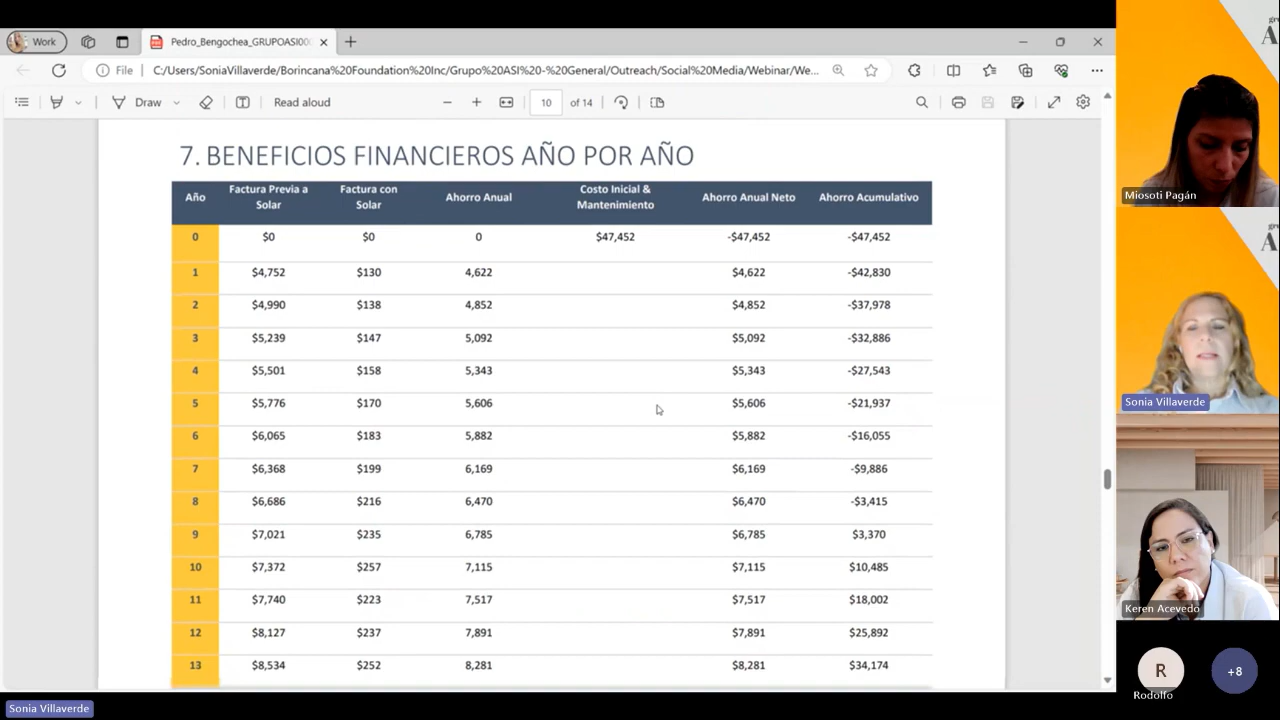 Work
Pedro_Bengochea_GRUPOASI00
File
C:/Users/SoniaVillaverde/Borincana%20Foundation%20Inc/Grupo%20ASI%20-%20General/Outreach/Social%20Media/Webinar/We...
Draw
Read aloud
10 of 14
7. BENEFICIOS FINANCIEROS AÑO POR AÑO
Año Factura Previa a Solar Factura con Solar Ahorro Anual Costo Inicial & Mantenimiento Ahorro Anual Neto Ahorro Acumulativo
0 $0 $0 0 $47,452 -$47,452 -$47,452
1 $4,752 $130 4,622 $4,622 -$42,830
2 $4,990 $138 4,852 $4,852 -$37,978
3 $5,239 $147 5,092 $5,092 -$32,886
4 $5,501 $158 5,343 $5,343 -$27,543
5 $5,776 $170 5,606 $5,606 -$21,937
6 $6,065 $183 5,882 $5,882 -$16,055
7 $6,368 $199 6,169 $6,169 -$9,886
8 $6,686 $216 6,470 $6,470 -$3,415
9 $7,021 $235 6,785 $6,785 $3,370
10 $7,372 $257 7,115 $7,115 $10,485
11 $7,740 $223 7,517 $7,517 $18,002
12 $8,127 $237 7,891 $7,891 $25,892
13 $8,534 $252 8,281 $8,281 $34,174
Miosoti Pagán
Sonia Villaverde
Keren Acevedo
R
Rodolfo
+8
Sonia Villaverde